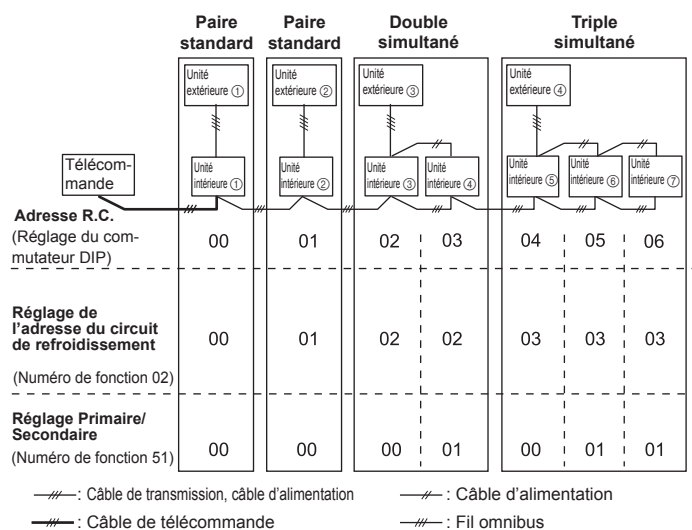 Paire standard
Paire standard
Double simultané
Triple simultané
Unité extérieure ①
Unité extérieure ②
Unité extérieure ③
Unité extérieure ④
Télécom-
mande
Unité intérieure ①
Unité intérieure ②
Unité intérieure ③
Unité intérieure ④
Unité intérieure ⑤
Unité intérieure ⑥
Unité intérieure ⑦
Adresse R.C.
(Réglage du com-
mutateur DIP)
00 01 02 03 04 05 06
Réglage de
l'adresse du circuit
de refroidissement
(Numéro de fonction 02)
00 01 02 02 03 03 03
Réglage Primaire/
Secondaire
(Numéro de fonction 51)
00 00 00 01 00 01 01
: Câble de transmission, câble d'alimentation
: Câble d'alimentation
: Câble de télécommande
: Fil omnibus